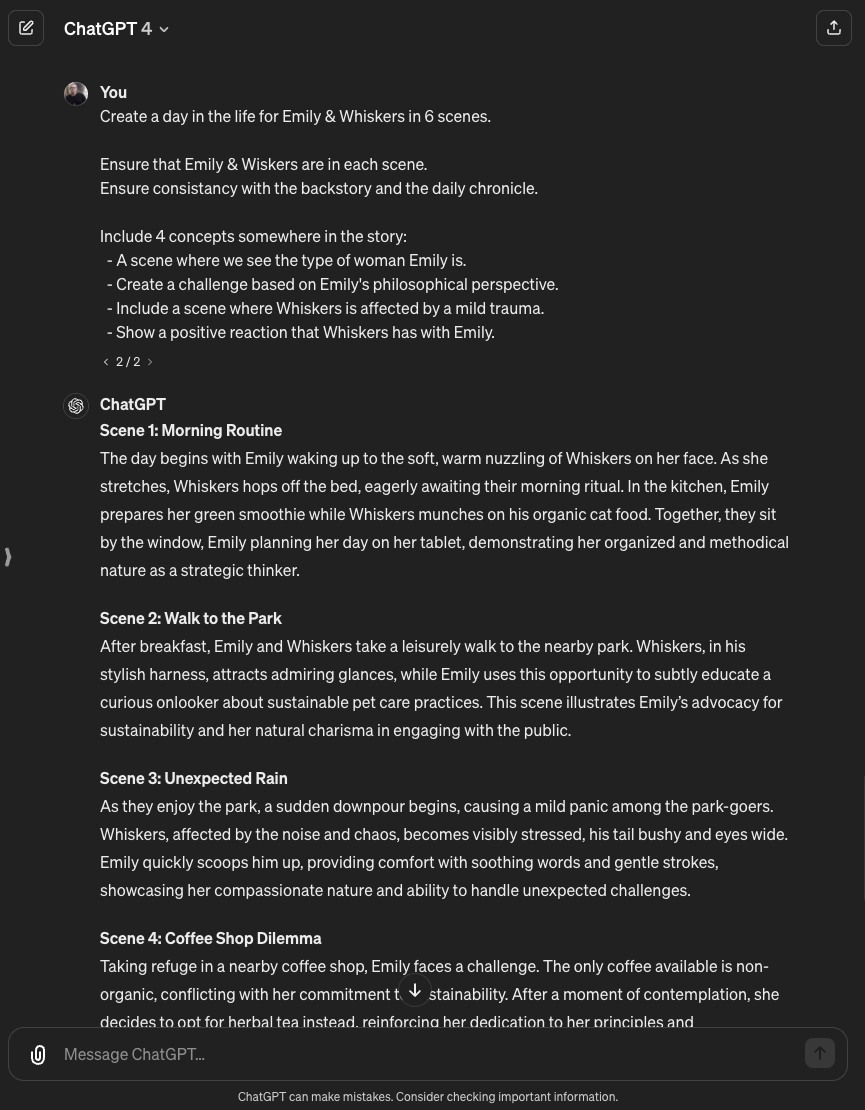 ChatGPT 4
You
Create a day in the life for Emily & Whiskers in 6 scenes.
Ensure that Emily & Wiskers are in each scene.
Ensure consistancy with the backstory and the daily chronicle.
Include 4 concepts somewhere in the story:
- A scene where we see the type of woman Emily is.
- Create a challenge based on Emily's philosophical perspective.
- Include a scene where Whiskers is affected by a mild trauma.
- Show a positive reaction that Whiskers has with Emily.
2 / 2
ChatGPT
Scene 1: Morning Routine
The day begins with Emily waking up to the soft, warm nuzzling of Whiskers on her face. As she
stretches, Whiskers hops off the bed, eagerly awaiting their morning ritual. In the kitchen, Emily
prepares her green smoothie while Whiskers munches on his organic cat food. Together, they sit
by the window, Emily planning her day on her tablet, demonstrating her organized and methodical
nature as a strategic thinker.
Scene 2: Walk to the Park
After breakfast, Emily and Whiskers take a leisurely walk to the nearby park. Whiskers, in his
stylish harness, attracts admiring glances, while Emily uses this opportunity to subtly educate a
curious onlooker about sustainable pet care practices. This scene illustrates Emily’s advocacy for
sustainability and her natural charisma in engaging with the public.
Scene 3: Unexpected Rain
As they enjoy the park, a sudden downpour begins, causing a mild panic among the park-goers.
Whiskers, affected by the noise and chaos, becomes visibly stressed, his tail bushy and eyes wide.
Emily quickly scoops him up, providing comfort with soothing words and gentle strokes,
showcasing her compassionate nature and ability to handle unexpected challenges.
Scene 4: Coffee Shop Dilemma
Taking refuge in a nearby coffee shop, Emily faces a challenge. The only coffee available is non-
organic, conflicting with her commitment t stainability. After a moment of contemplation, she
decides to opt for herbal tea instead, reinforcing her dedication to her principles and
Message ChatGPT...
ChatGPT can make mistakes. Consider checking important information.